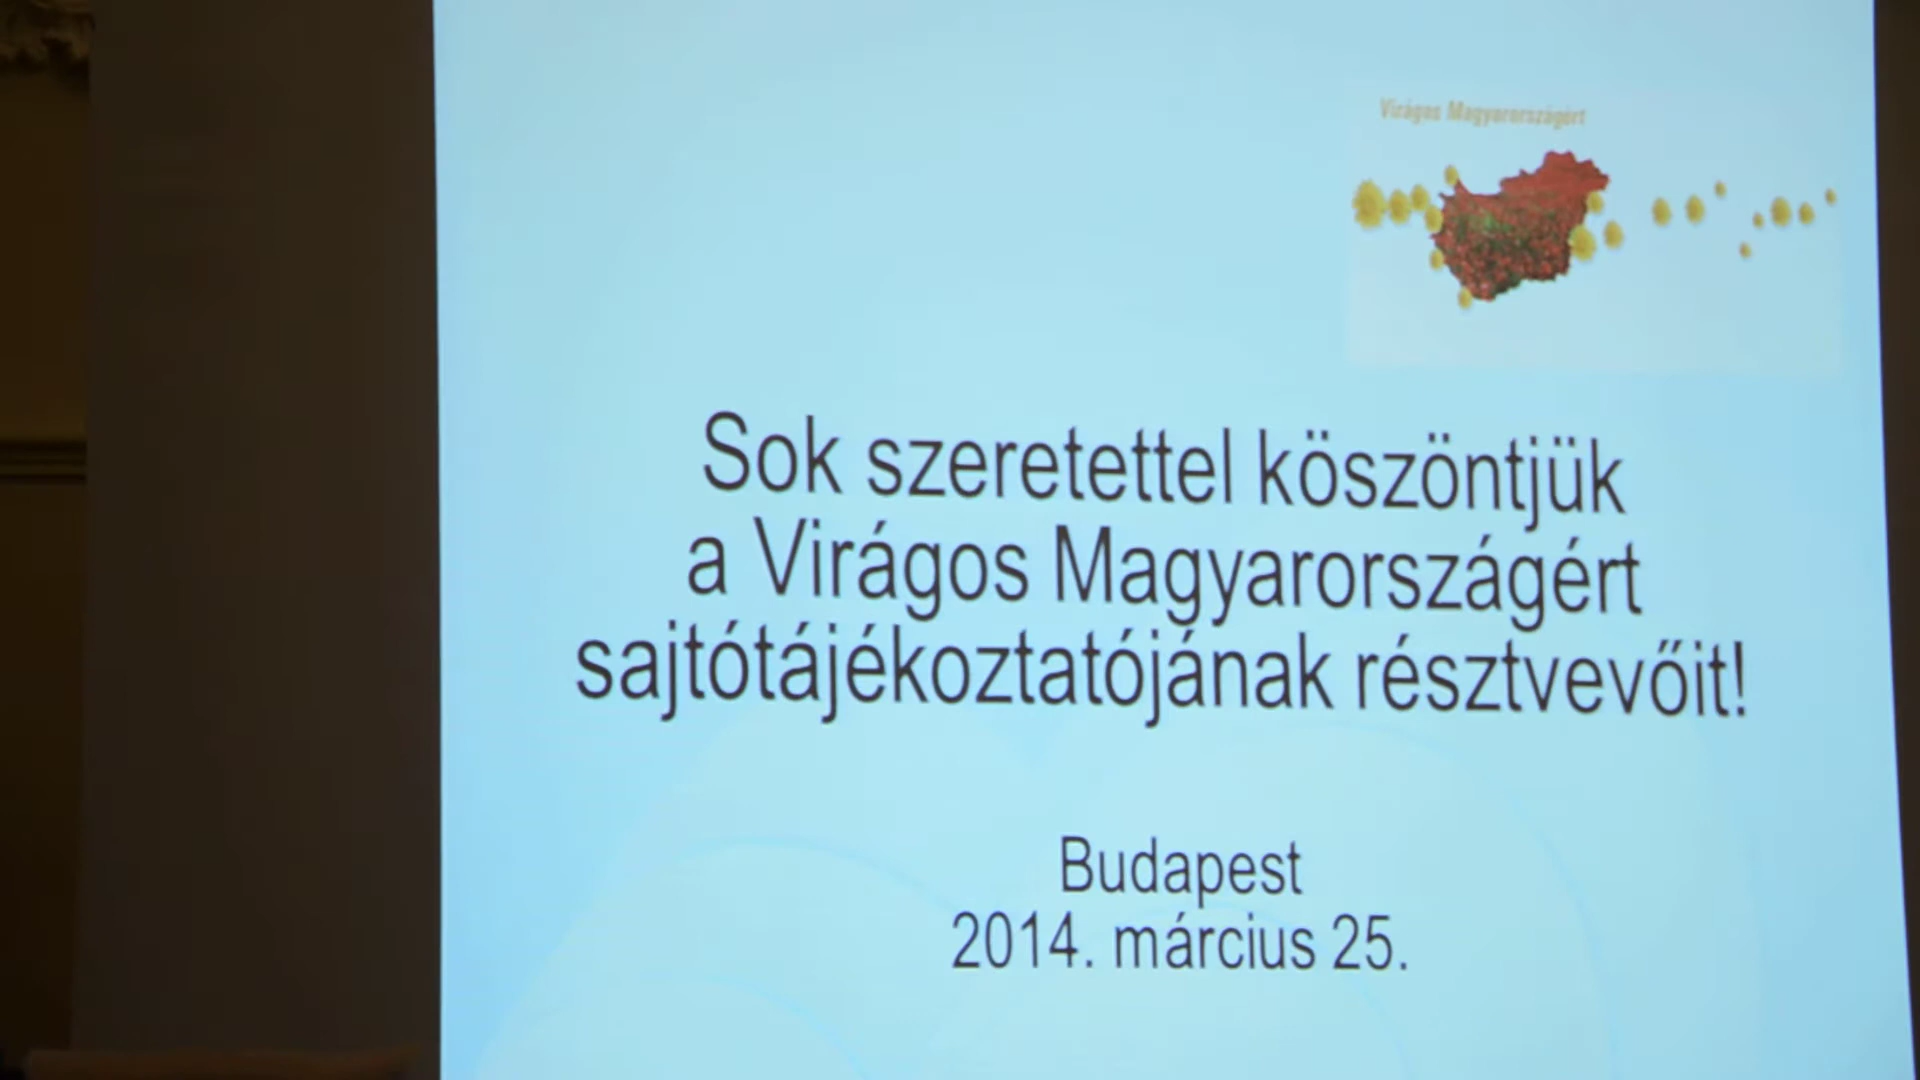 Virágos Magyarországért
Sok szeretettel köszöntjük
a Virágos Magyarországért
sajtótájékoztatójának résztvevőit!
Budapest
2014. március 25.